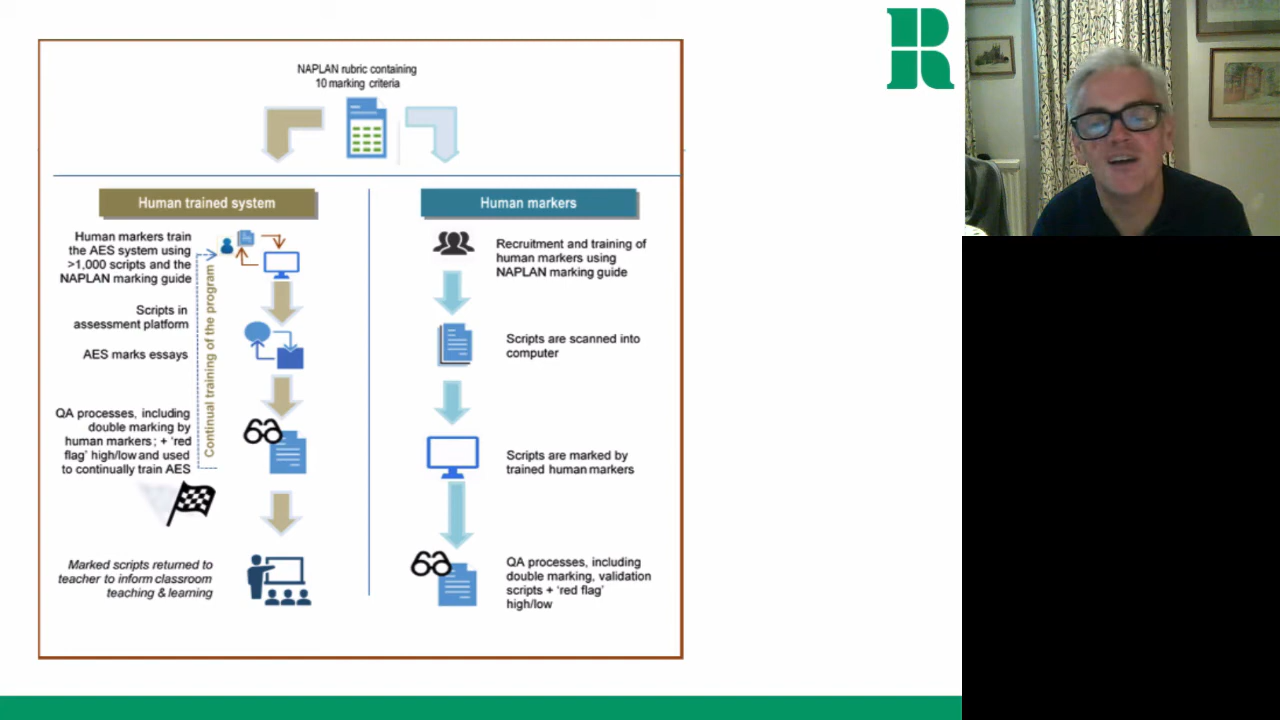 NAPLAN rubric containing
10 marking criteria
Human trained system
Human markers train
the AES system using
>1,000 scripts and the
NAPLAN marking guide
Scripts in
assessment platform
AES marks essays
QA processes, including
double marking by
human markers; + ‘red
flag’ high/low and used
to continually train AES
Continual training of the program
Marked scripts returned to
teacher to inform classroom
teaching & learning
Human markers
Recruitment and training of
human markers using
NAPLAN marking guide
Scripts are scanned into
computer
Scripts are marked by
trained human markers
QA processes, including
double marking, validation
scripts + ‘red flag’
high/low
R